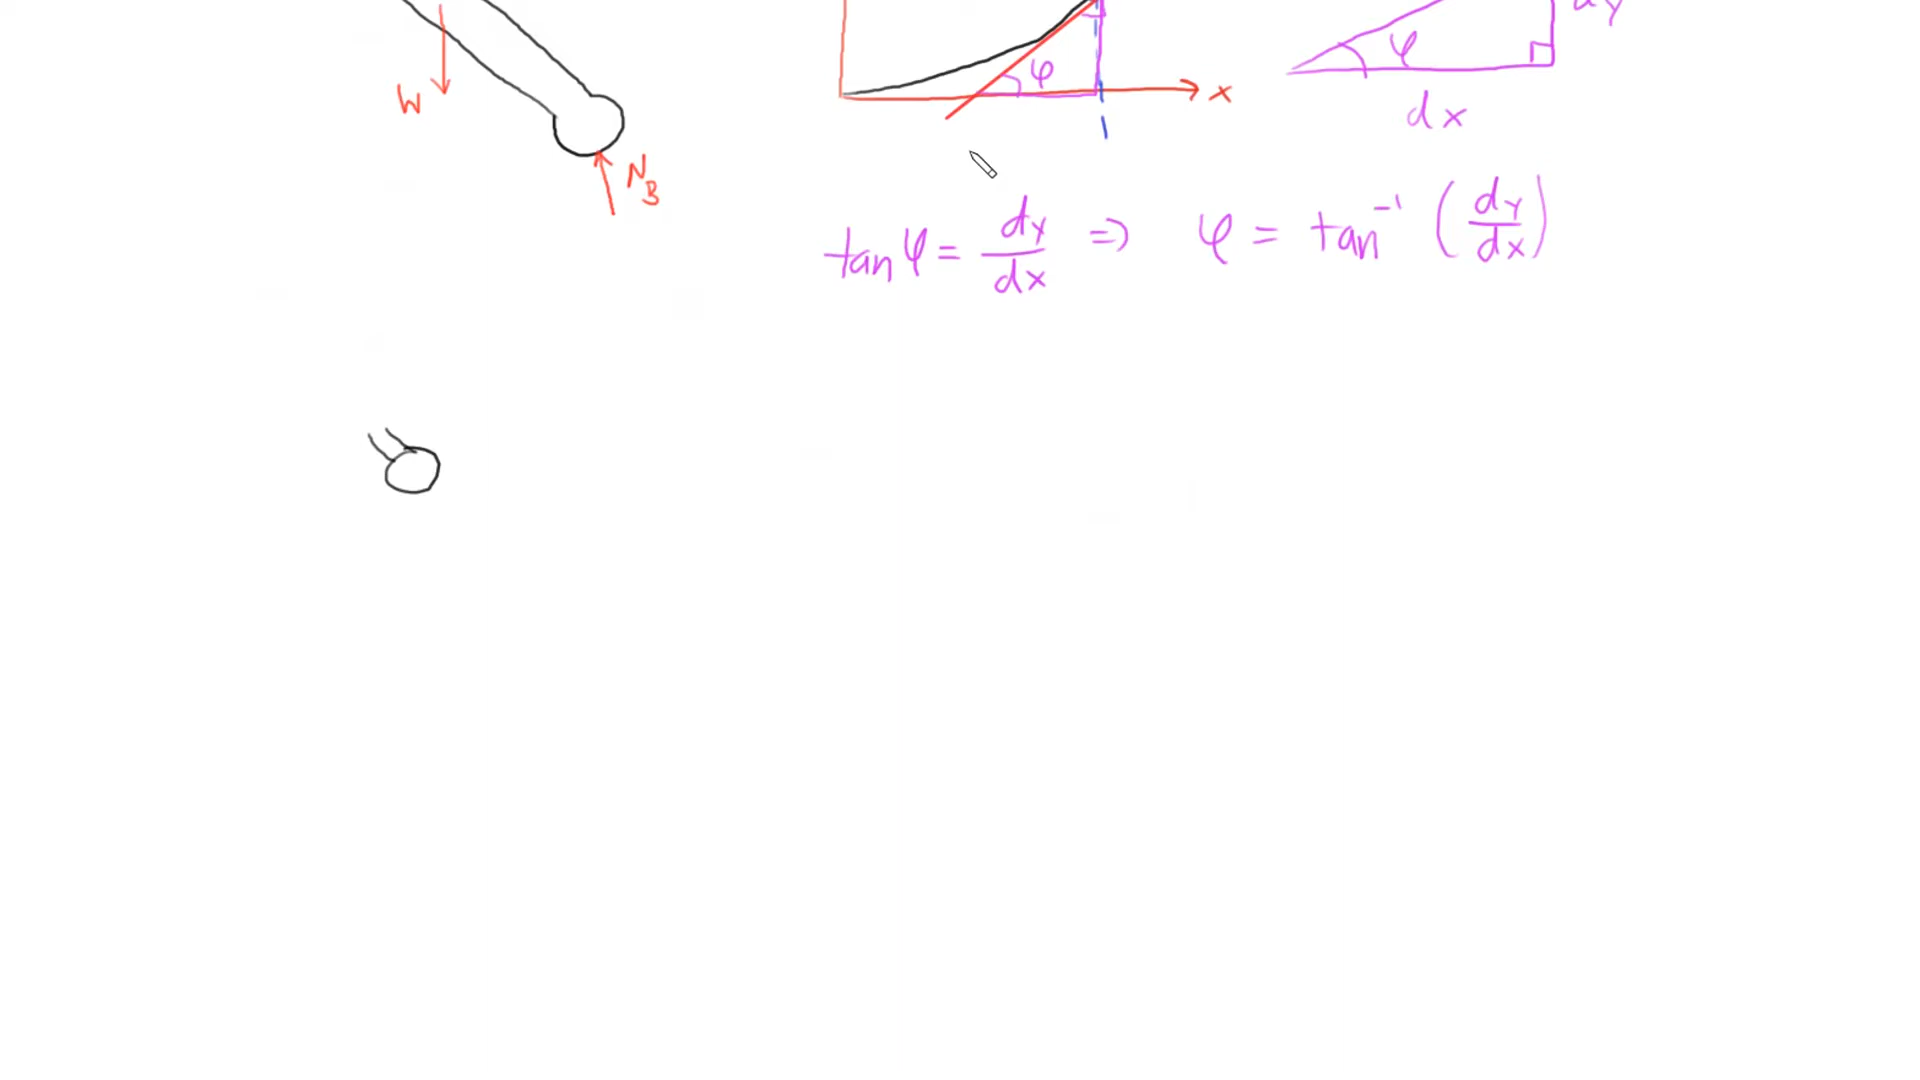 dy
φ
φ
x
W
dx
N_B
tan φ = dy/dx ⇒ φ = tan⁻¹ (dy/dx)